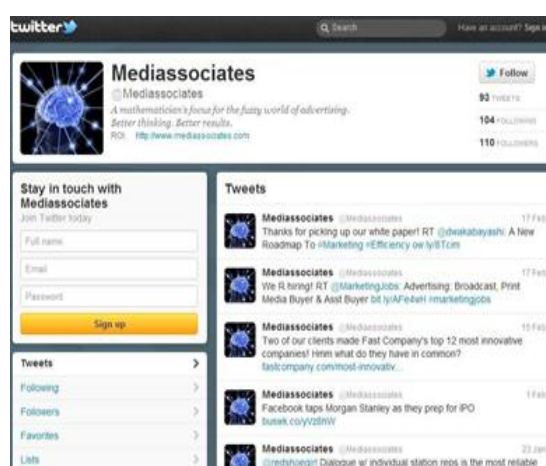 twitter
Search
Have an account? Sign in
Mediassociates
@Mediassociates
A mathematician's focus for the fuzzy world of advertising.
Better thinking. Better results.
ROI http://www.mediassociates.com
Follow
93 TWEETS
104 FOLLOWING
110 FOLLOWERS
Stay in touch with
Mediassociates
Join Twitter today
Full name
Email
Password
Sign up
Tweets
Following
Followers
Favorites
Lists
Tweets
Mediassociates @Mediassociates 17 Feb
Thanks for picking up our white paper! RT @dwakabayashi: A New
Roadmap To #Marketing #Efficiency ow.ly/8Tcim
Mediassociates @Mediassociates 17 Feb
We R hiring! RT @MarketingJobs: Advertising: Broadcast, Print
Media Buyer & Asst Buyer bit.ly/AFe4wH #marketingjobs
Mediassociates @Mediassociates 15 Feb
Two of our clients made Fast Company's top 12 most innovative
companies! Hmm what do they have in common?
fastcompany.com/most-innovativ...
Mediassociates @Mediassociates 1 Feb
Facebook taps Morgan Stanley as they prep for IPO
Mediassociates @Mediassociates 23 Jan
@redshoegirl Dialogue w/ individual station reps is the most reliable